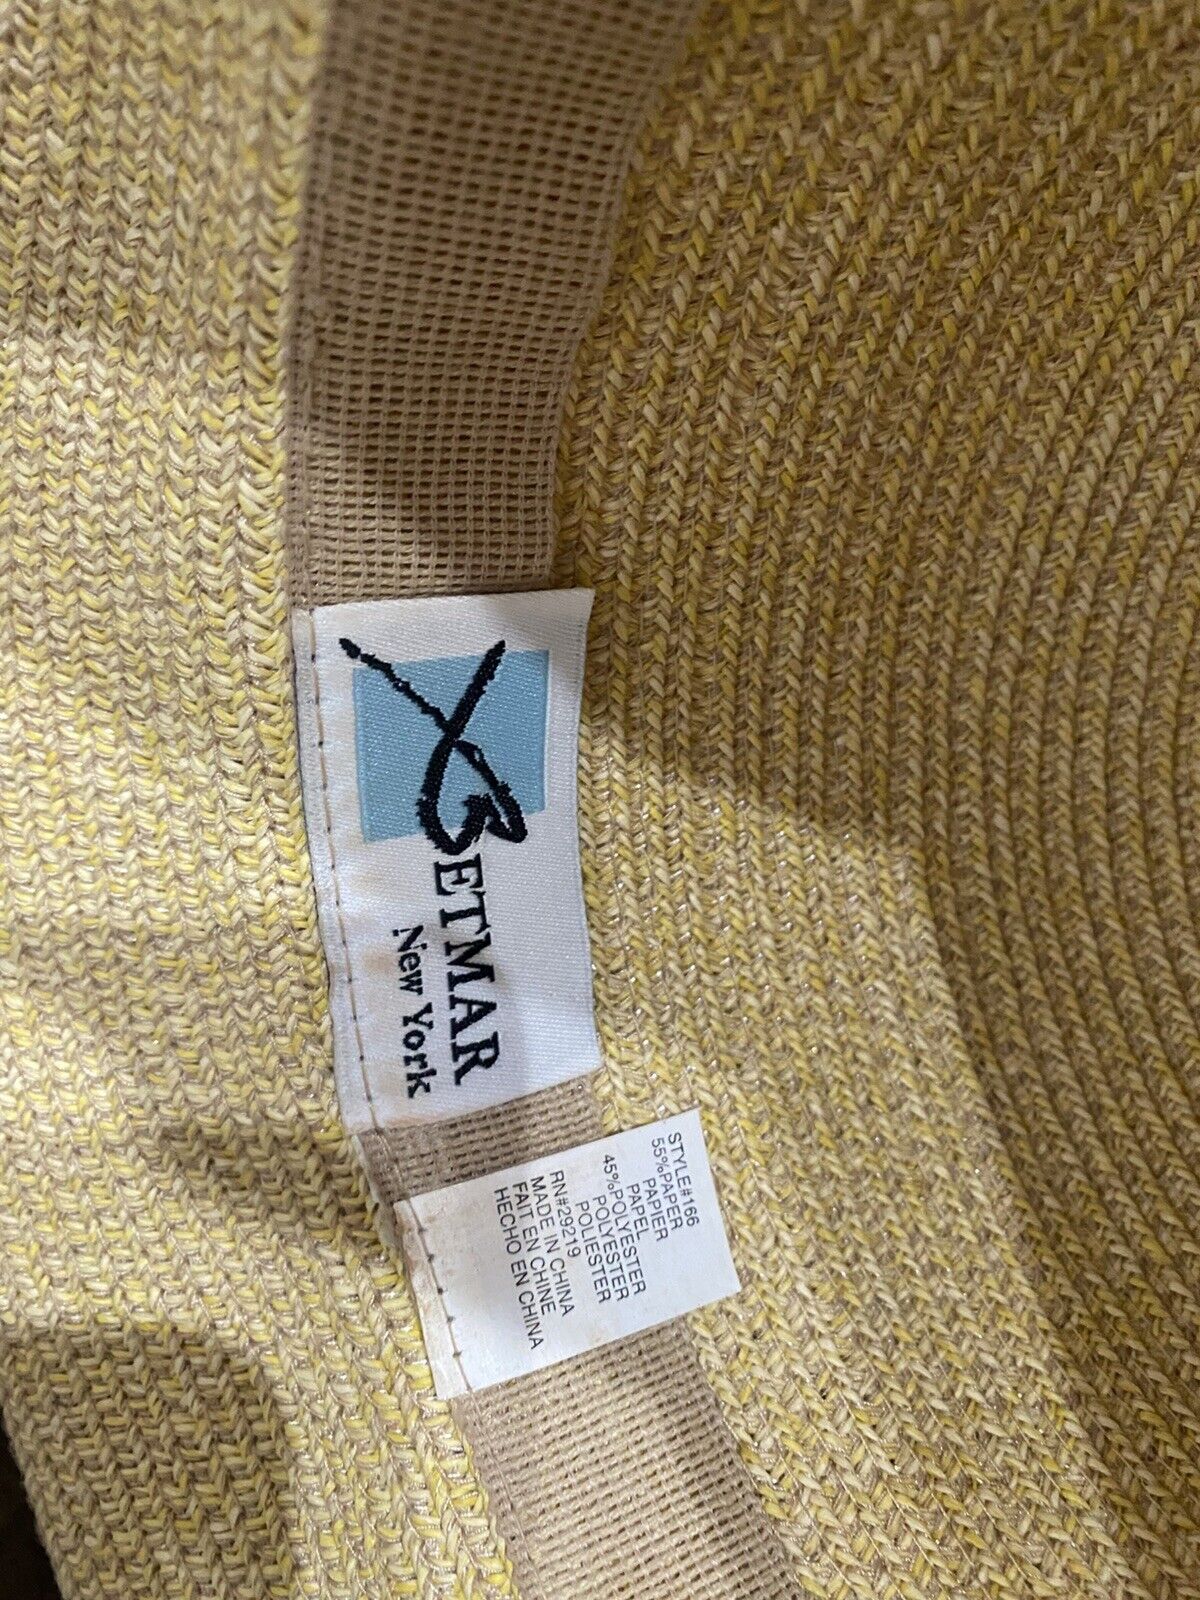 BETMAR
New York
STYLE#166
55%PAPER
PAPIER
PAPEL
45%POLYESTER
POLYESTER
POLIESTER
RN#29219
MADE IN CHINA
FAIT EN CHINE
HECHO EN CHINA